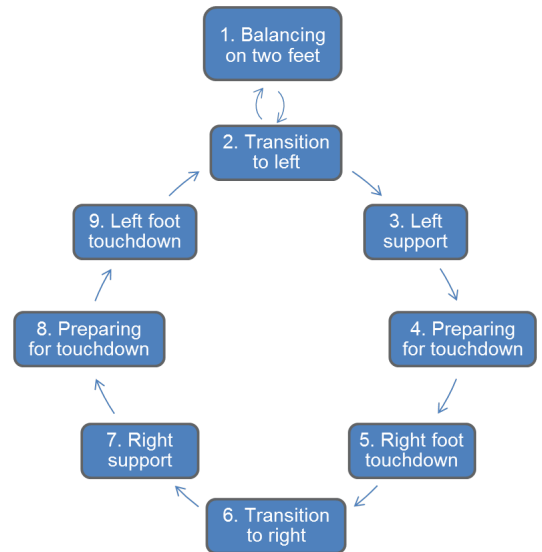 1. Balancing
on two feet
2. Transition
to left
3. Left
support
4. Preparing
for touchdown
5. Right foot
touchdown
6. Transition
to right
7. Right
support
8. Preparing
for touchdown
9. Left foot
touchdown